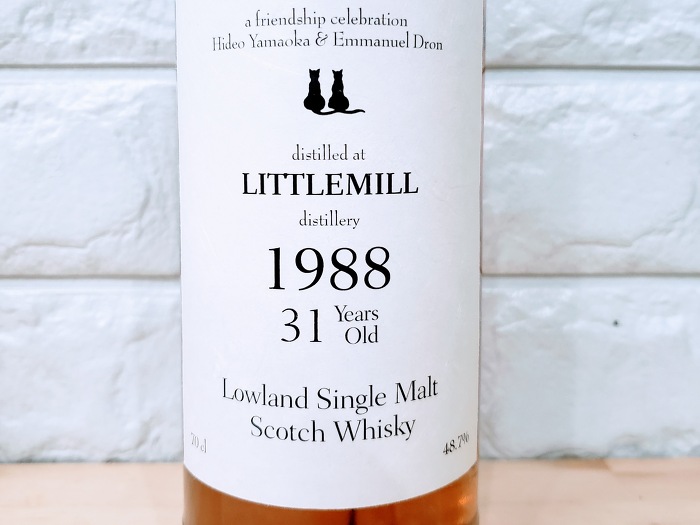 a friendship celebration
Hideo Yamaoka & Emmanuel Dron
distilled at
LITTLEMILL
distillery
1988
31 Years Old
Lowland Single Malt
Scotch Whisky
70 cl
48.7%